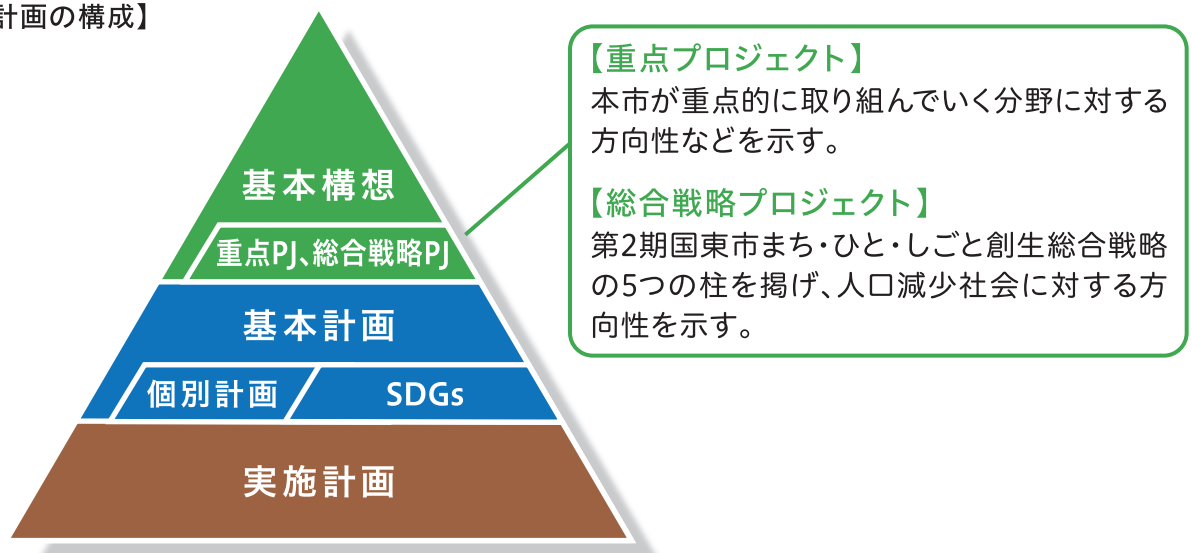 計画の構成】
基本構想
重点PJ、総合戦略PJ
基本計画
個別計画
SDGs
実施計画
【重点プロジェクト】
本市が重点的に取り組んでいく分野に対する
方向性などを示す。
【総合戦略プロジェクト】
第2期国東市まち・ひと・しごと創生総合戦略
の5つの柱を掲げ、人口減少社会に対する方
向性を示す。